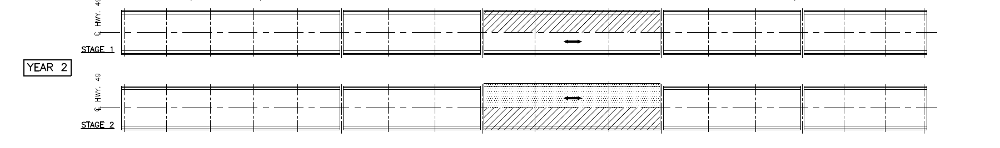 ℄ HWY. 49
STAGE 1
YEAR 2
℄ HWY. 49
STAGE 2